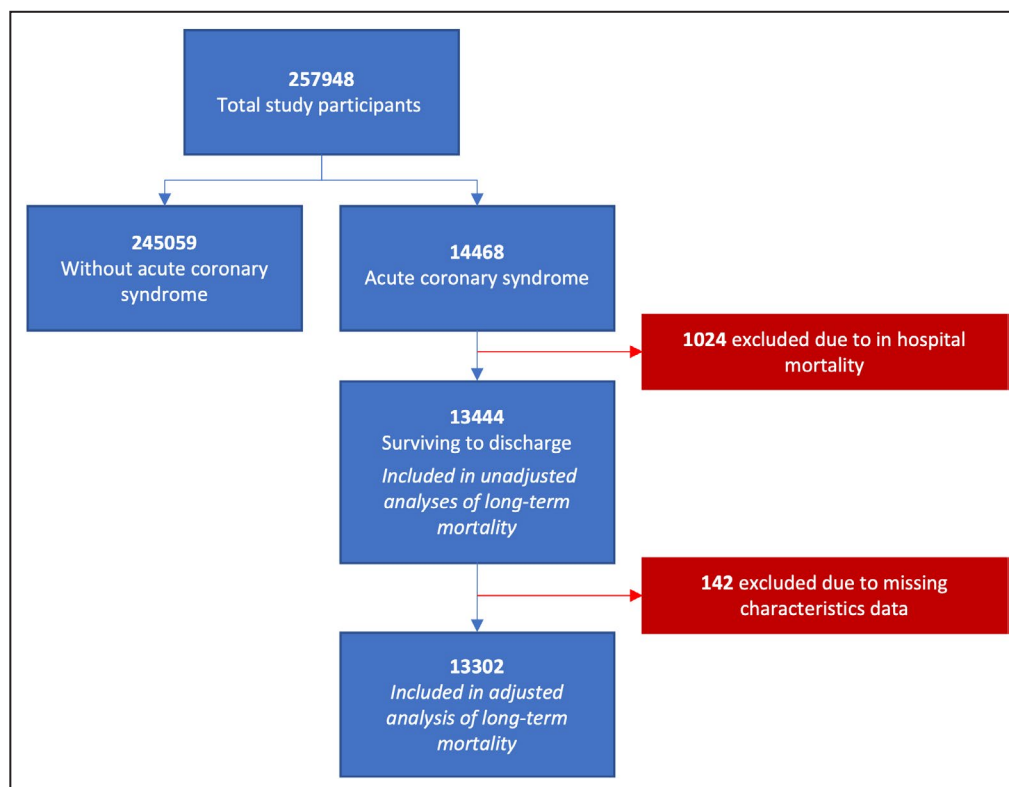 257948
Total study participants
245059
Without acute coronary
syndrome
14468
Acute coronary syndrome
1024 excluded due to in hospital
mortality
13444
Surviving to discharge
Included in unadjusted
analyses of long-term
mortality
142 excluded due to missing
characteristics data
13302
Included in adjusted
analysis of long-term
mortality